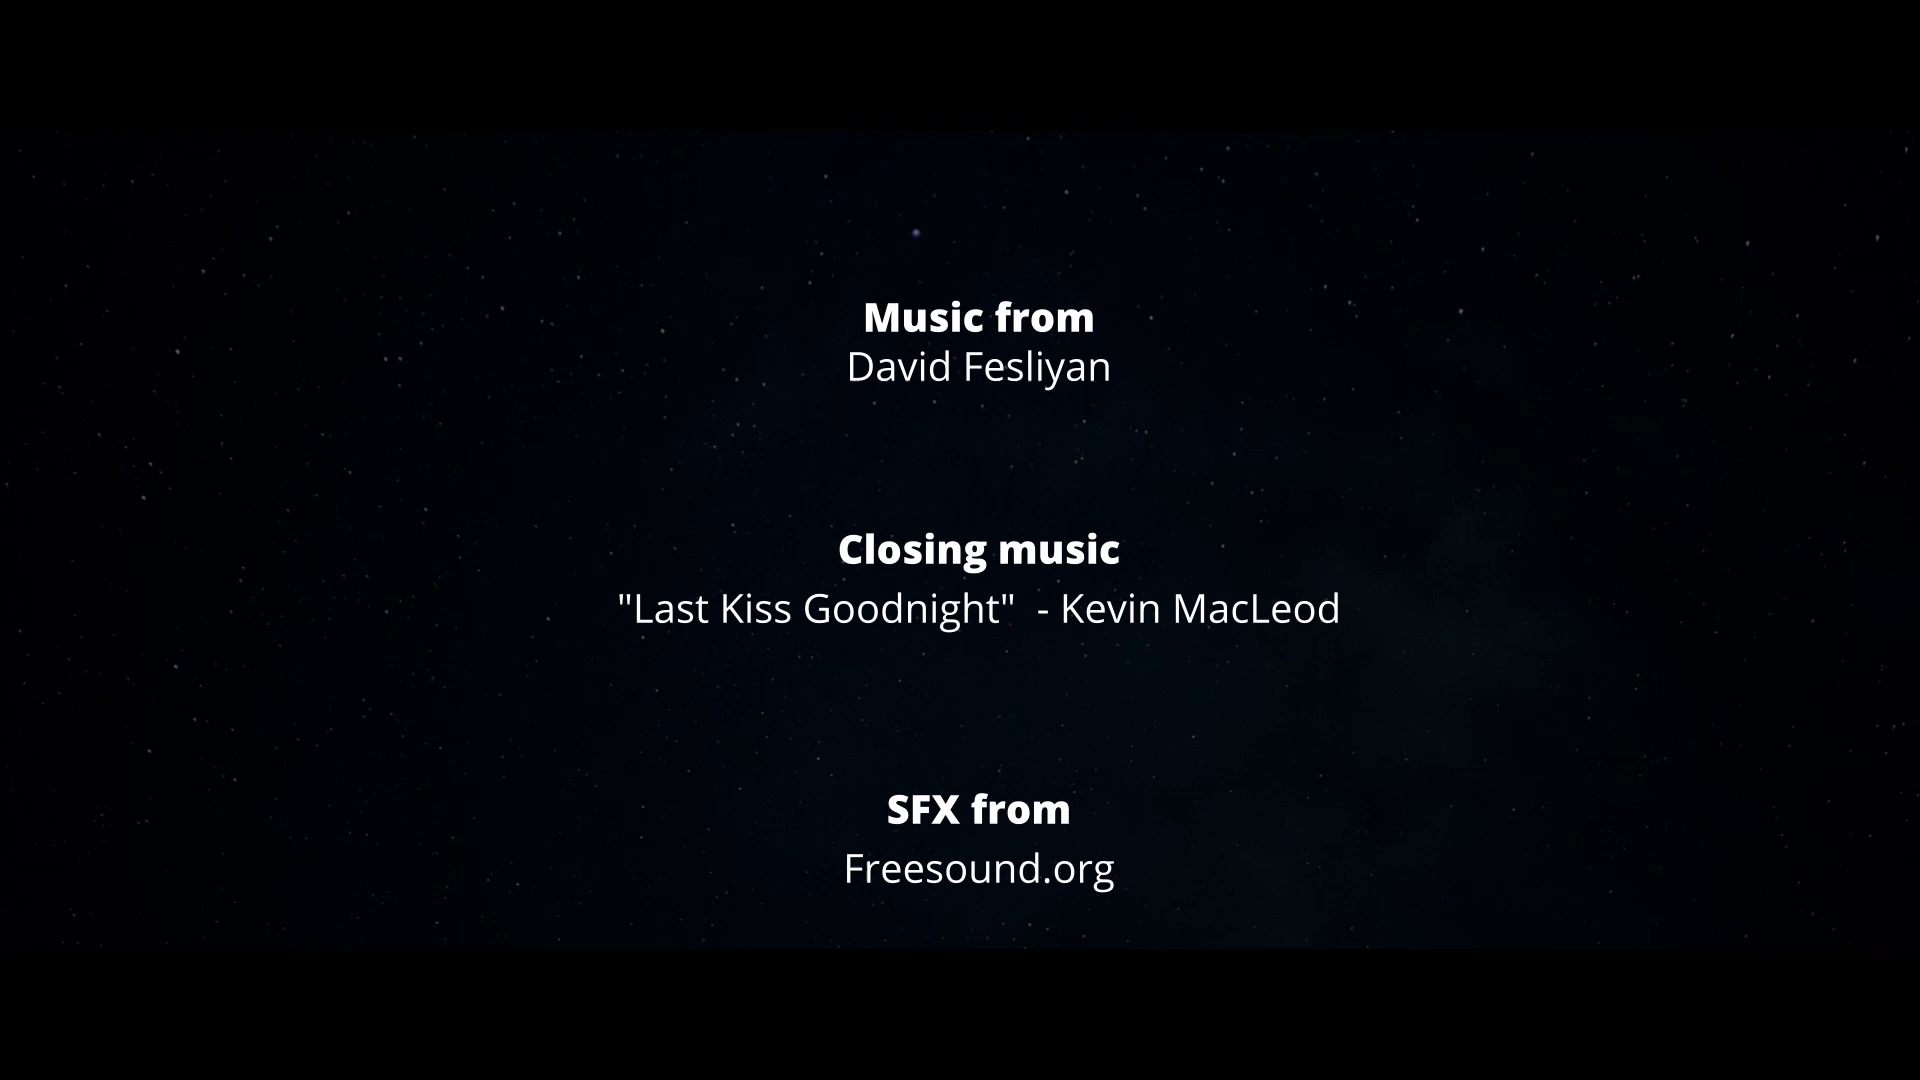 Music from
David Fesliyan
Closing music
"Last Kiss Goodnight"  - Kevin MacLeod
SFX from
Freesound.org